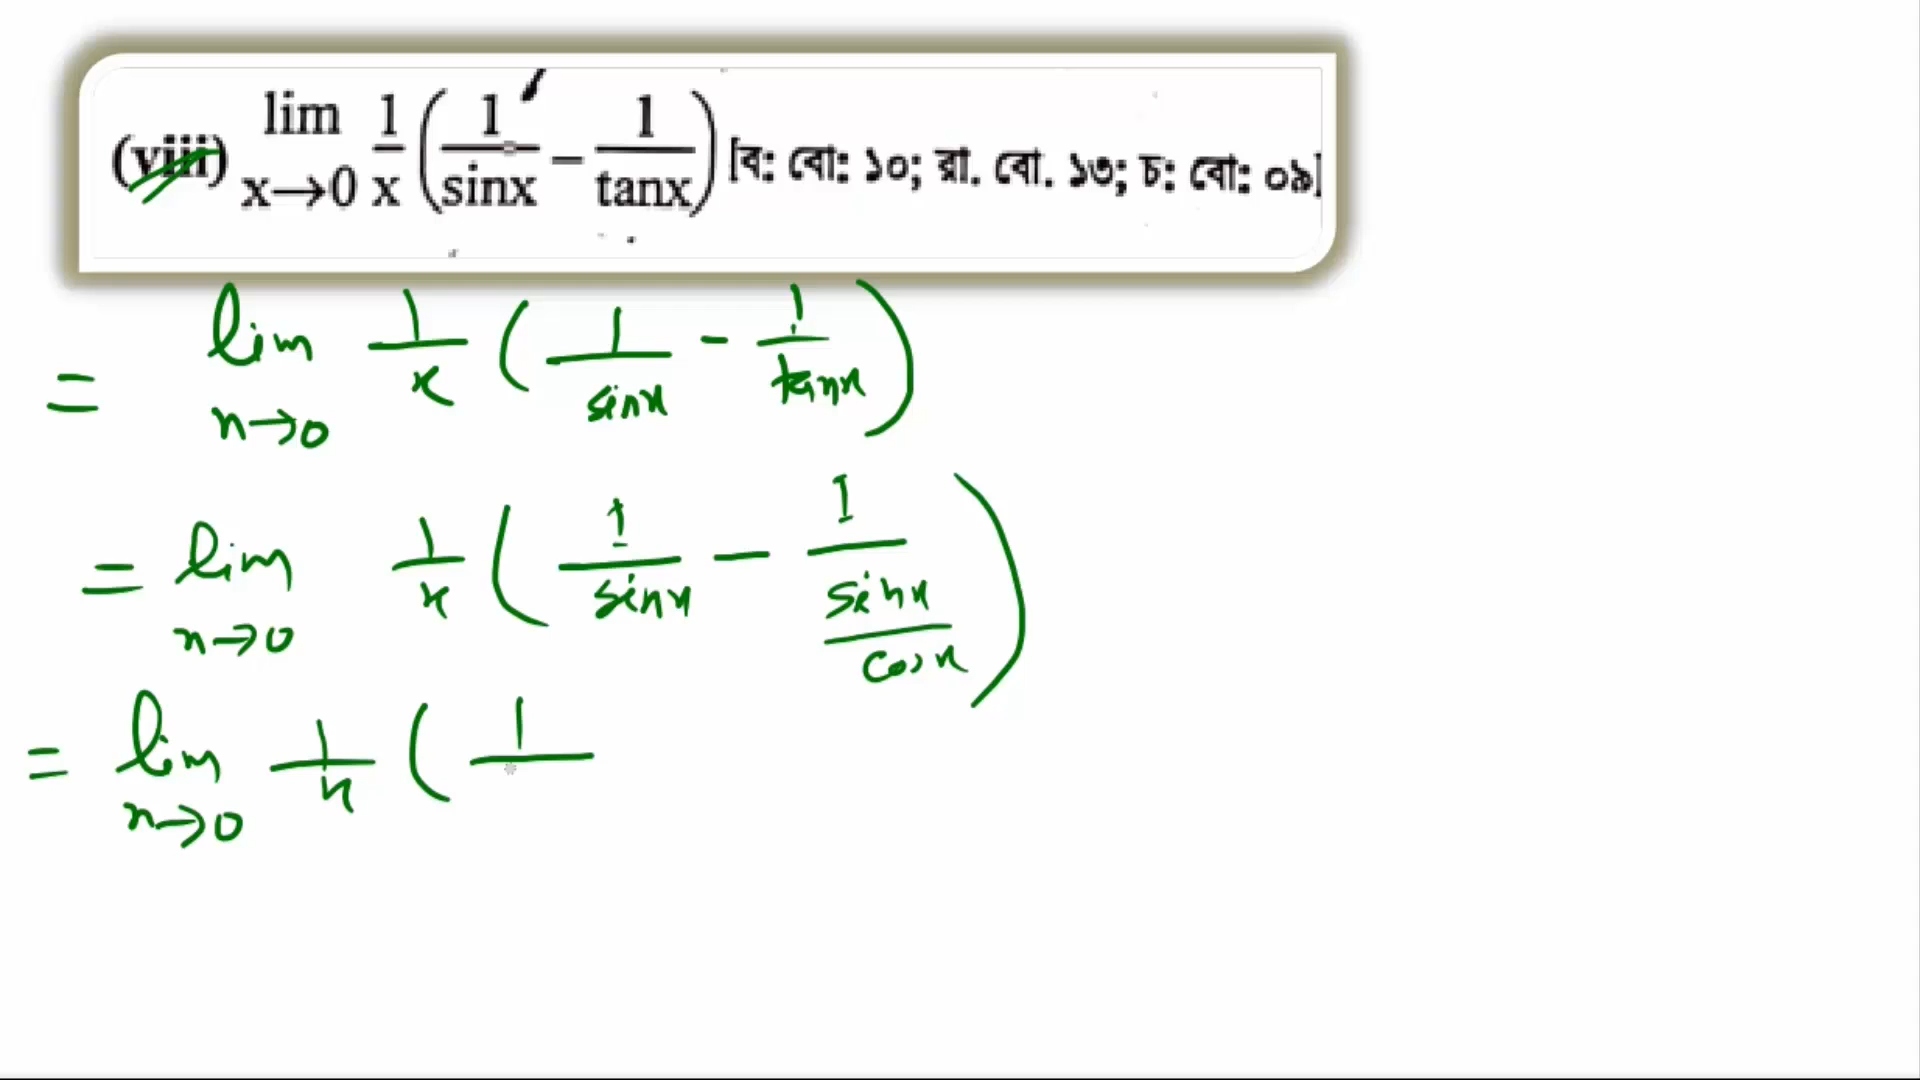 (viii) lim x→0 1/x (1/sinx − 1/tanx) [ব: বো: ১০; রা. বো. ১৩; চ: বো: ০৯]
= lim x→0 1/x (1/sinx − 1/tanx)
= lim x→0 1/x (1/sinx − 1/(sinx/cosx))
= lim x→0 1/x (1/